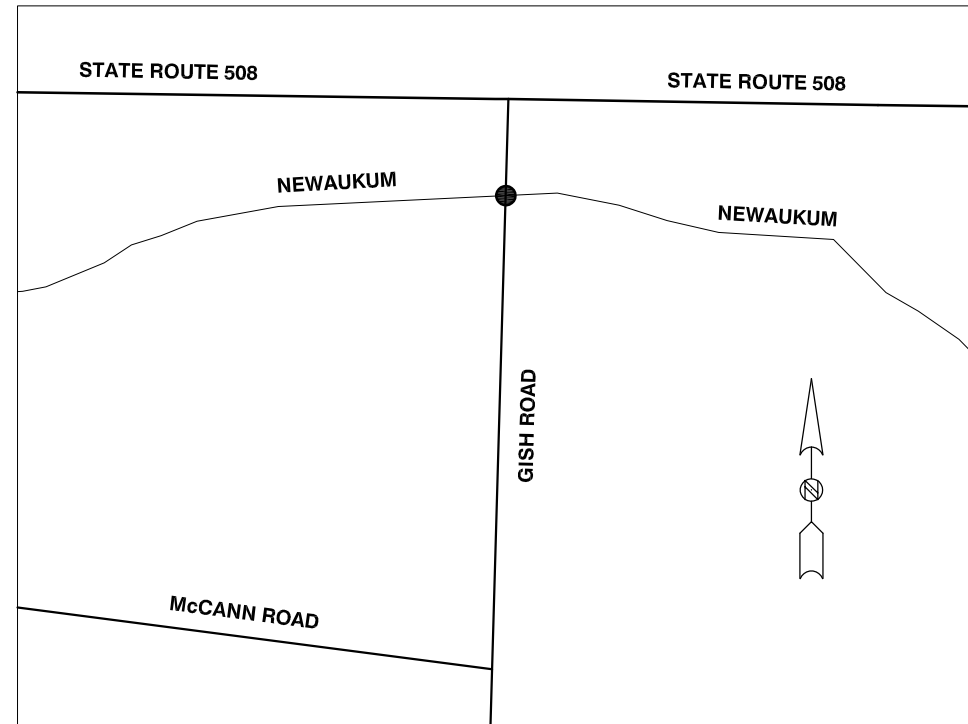 STATE ROUTE 508
STATE ROUTE 508
NEWAUKUM
NEWAUKUM
GISH ROAD
N
McCANN ROAD